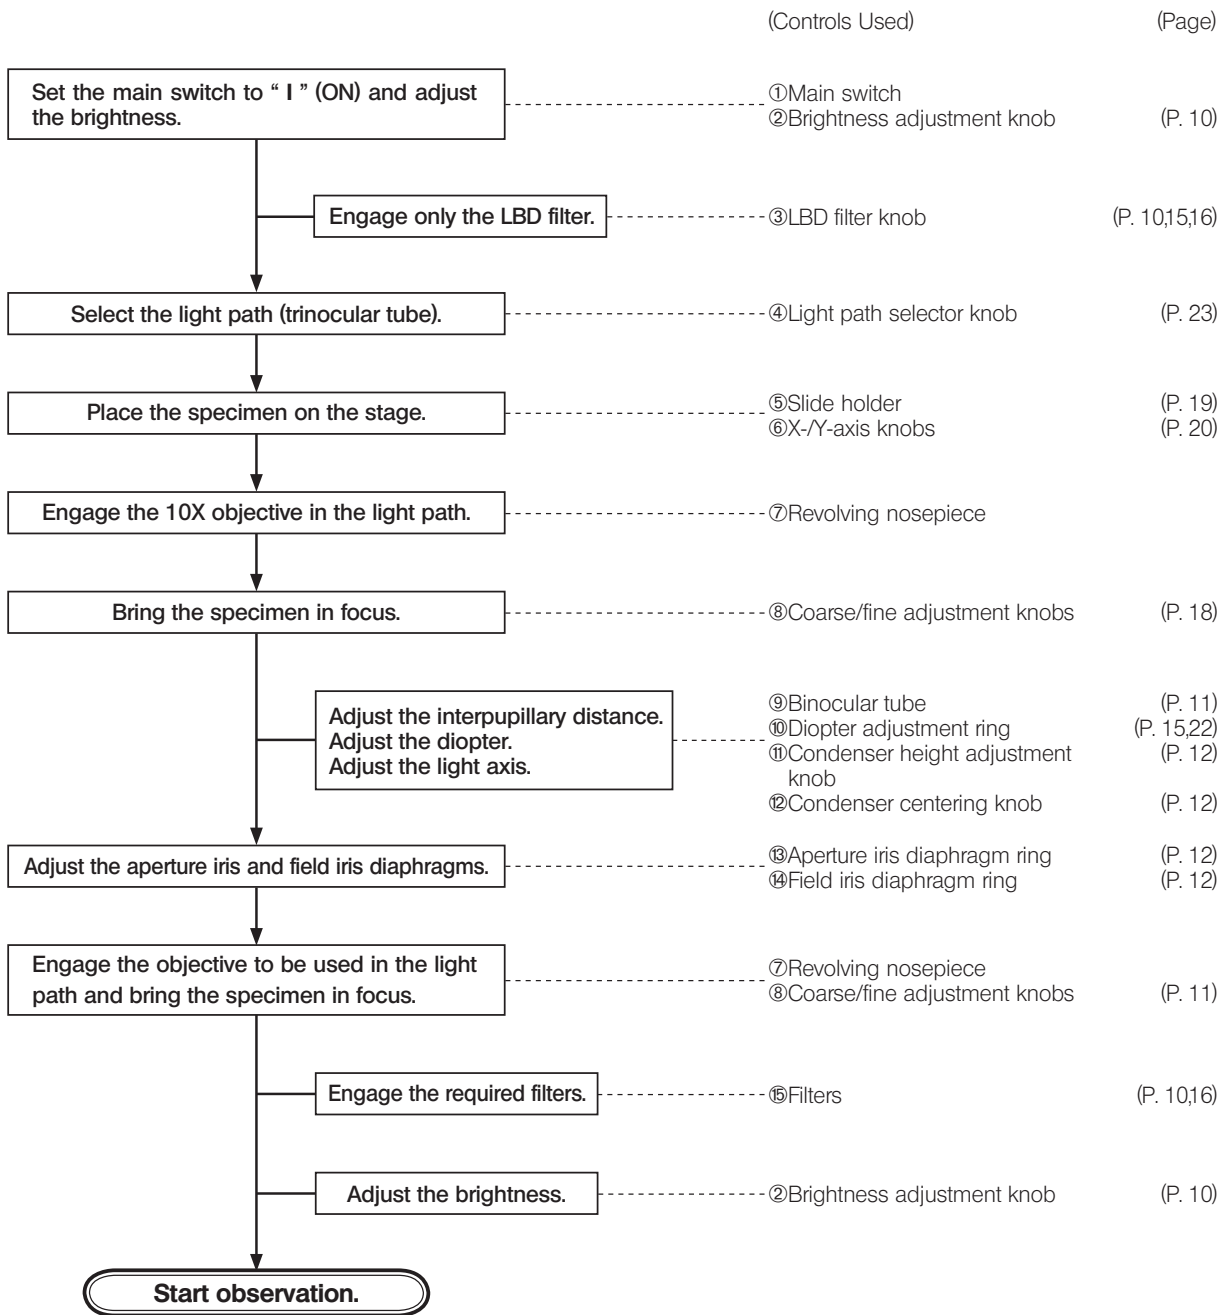 (Controls Used) (Page)
Set the main switch to “ I ” (ON) and adjust
the brightness.
①Main switch
②Brightness adjustment knob (P. 10)
Engage only the LBD filter.
③LBD filter knob (P. 10,15,16)
Select the light path (trinocular tube).
④Light path selector knob (P. 23)
Place the specimen on the stage.
⑤Slide holder (P. 19)
⑥X-/Y-axis knobs (P. 20)
Engage the 10X objective in the light path.
⑦Revolving nosepiece
Bring the specimen in focus.
⑧Coarse/fine adjustment knobs (P. 18)
Adjust the interpupillary distance.
Adjust the diopter.
Adjust the light axis.
⑨Binocular tube (P. 11)
⑩Diopter adjustment ring (P. 15,22)
⑪Condenser height adjustment (P. 12)
knob
⑫Condenser centering knob (P. 12)
Adjust the aperture iris and field iris diaphragms.
⑬Aperture iris diaphragm ring (P. 12)
⑭Field iris diaphragm ring (P. 12)
Engage the objective to be used in the light
path and bring the specimen in focus.
⑦Revolving nosepiece
⑧Coarse/fine adjustment knobs (P. 11)
Engage the required filters.
⑮Filters (P. 10,16)
Adjust the brightness.
②Brightness adjustment knob (P. 10)
Start observation.